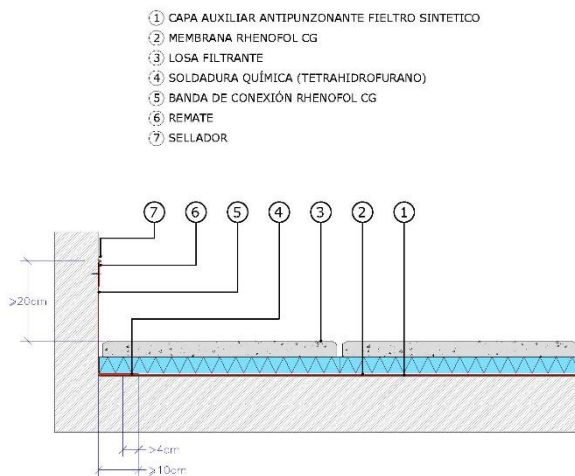 1 CAPA AUXILIAR ANTIPUNZONANTE FIELTRO SINTETICO
2 MEMBRANA RHENOFOL CG
3 LOSA FILTRANTE
4 SOLDADURA QUÍMICA (TETRAHIDROFURANO)
5 BANDA DE CONEXIÓN RHENOFOL CG
6 REMATE
7 SELLADOR
7 6 5 4 3 2 1
≥20cm
>4cm
≥10cm